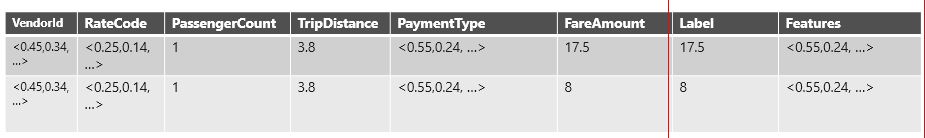 VendorId RateCode PassengerCount TripDistance PaymentType FareAmount Label Features
<0.45,0.34, ...> <0.25,0.14, ...> 1 3.8 <0.55,0.24, ...> 17.5 17.5 <0.55,0.24, ...>
<0.45,0.34, ...> <0.25,0.14, ...> 1 3.8 <0.55,0.24, ...> 8 8 <0.55,0.24, ...>